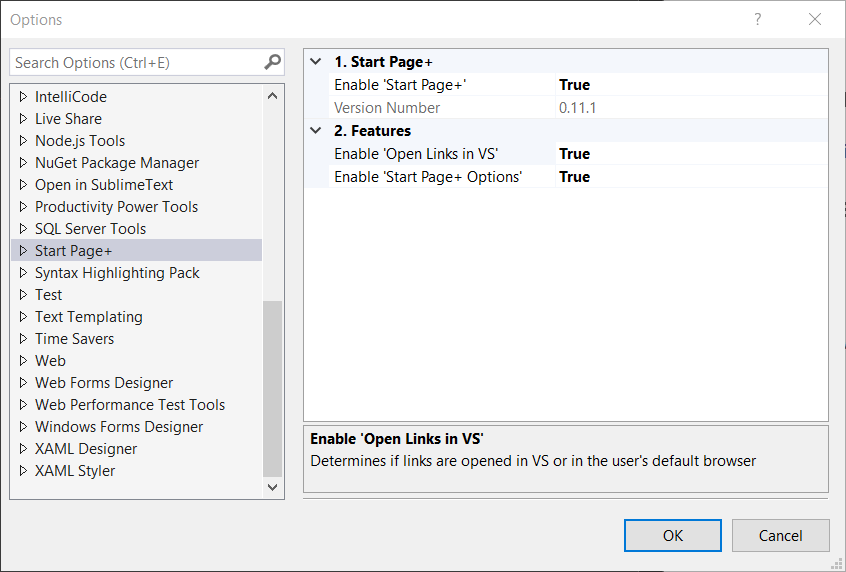 Options
?
Search Options (Ctrl+E)
IntelliCode
Live Share
Node.js Tools
NuGet Package Manager
Open in SublimeText
Productivity Power Tools
SQL Server Tools
Start Page+
Syntax Highlighting Pack
Test
Text Templating
Time Savers
Web
Web Forms Designer
Web Performance Test Tools
Windows Forms Designer
XAML Designer
XAML Styler
1. Start Page+
Enable 'Start Page+' True
Version Number 0.11.1
2. Features
Enable 'Open Links in VS' True
Enable 'Start Page+ Options' True
Enable 'Open Links in VS'
Determines if links are opened in VS or in the user's default browser
OK Cancel